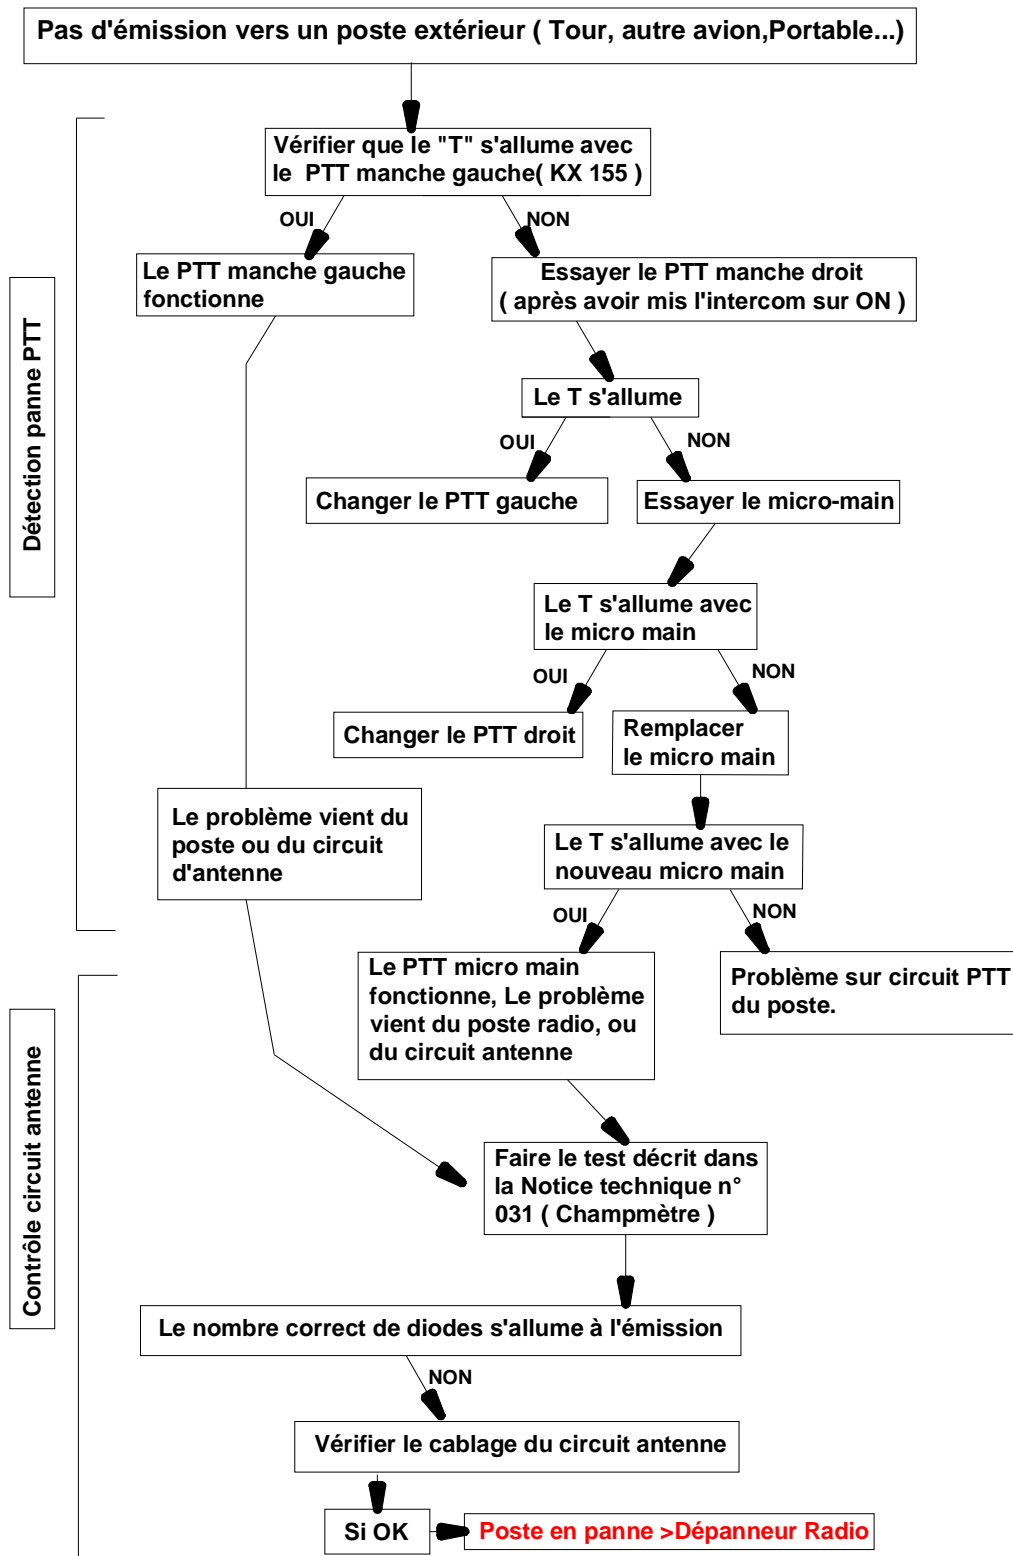 Pas d'émission vers un poste extérieur ( Tour, autre avion,Portable...)
Vérifier que le "T" s'allume avec
le PTT manche gauche( KX 155 )
OUI
NON
Le PTT manche gauche
fonctionne
Essayer le PTT manche droit
( après avoir mis l'intercom sur ON )
Détection panne PTT
Le T s'allume
OUI
NON
Changer le PTT gauche
Essayer le micro-main
Le T s'allume avec
le micro main
OUI
NON
Changer le PTT droit
Remplacer
le micro main
Le problème vient du
poste ou du circuit
d'antenne
Le T s'allume avec le
nouveau micro main
OUI
NON
Le PTT micro main
fonctionne, Le problème
vient du poste radio, ou
du circuit antenne
Problème sur circuit PTT
du poste.
Contrôle circuit antenne
Faire le test décrit dans
la Notice technique n°
031 ( Champmètre )
Le nombre correct de diodes s'allume à l'émission
NON
Vérifier le cablage du circuit antenne
Si OK
Poste en panne >Dépanneur Radio